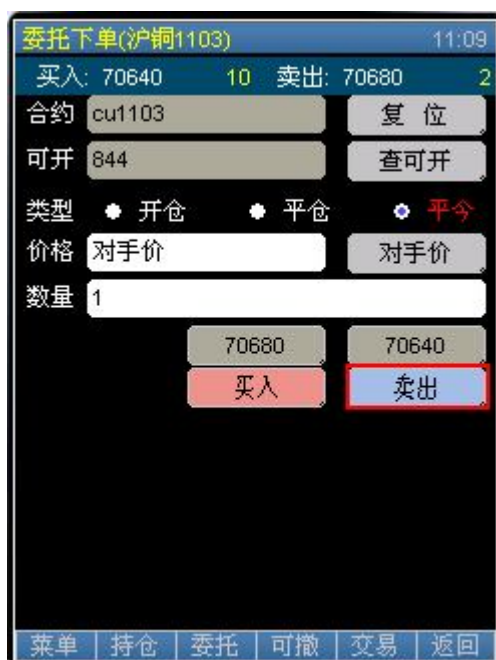 委托下单(沪铜1103) 11:09
买入: 70640 10 卖出: 70680 2
合约 cu1103 复 位
可开 844 查可开
类型 开仓 平仓 平今
价格 对手价 对手价
数量 1
70680 70640
买入 卖出
菜单 持仓 委托 可撤 交易 返回